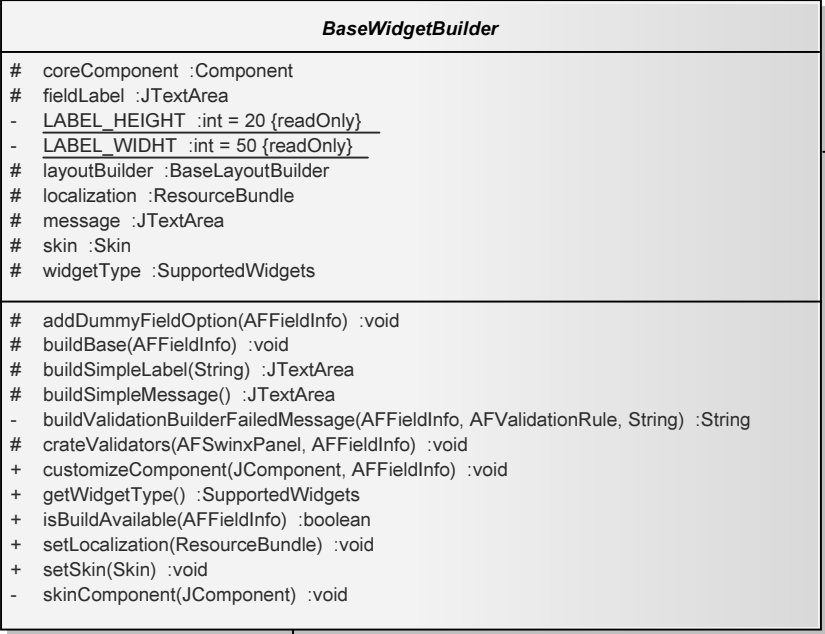 BaseWidgetBuilder
# coreComponent :Component
# fieldLabel :JTextArea
- LABEL_HEIGHT :int = 20 {readOnly}
- LABEL_WIDHT :int = 50 {readOnly}
# layoutBuilder :BaseLayoutBuilder
# localization :ResourceBundle
# message :JTextArea
# skin :Skin
# widgetType :SupportedWidgets
# addDummyFieldOption(AFFieldInfo) :void
# buildBase(AFFieldInfo) :void
# buildSimpleLabel(String) :JTextArea
# buildSimpleMessage() :JTextArea
- buildValidationBuilderFailedMessage(AFFieldInfo, AFValidationRule, String) :String
# crateValidators(AFSwinxPanel, AFFieldInfo) :void
+ customizeComponent(JComponent, AFFieldInfo) :void
+ getWidgetType() :SupportedWidgets
+ isBuildAvailable(AFFieldInfo) :boolean
+ setLocalization(ResourceBundle) :void
+ setSkin(Skin) :void
- skinComponent(JComponent) :void